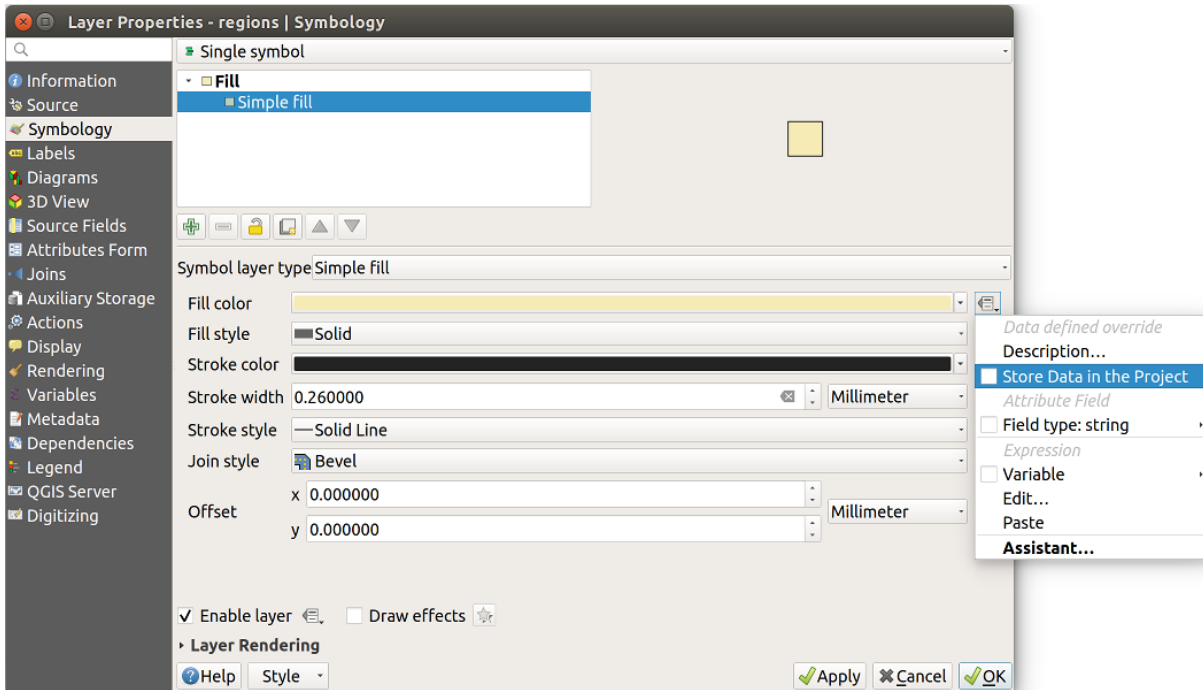 Layer Properties - regions | Symbology
Single symbol
Information
Source
Symbology
Labels
Diagrams
3D View
Source Fields
Attributes Form
Joins
Auxiliary Storage
Actions
Display
Rendering
Variables
Metadata
Dependencies
Legend
QGIS Server
Digitizing
Fill
Simple fill
Symbol layer type Simple fill
Fill color
Fill style Solid
Stroke color
Stroke width 0.260000 Millimeter
Stroke style Solid Line
Join style Bevel
Offset
x 0.000000
y 0.000000
Millimeter
Data defined override
Description...
Store Data in the Project
Attribute Field
Field type: string
Expression
Variable
Edit...
Paste
Assistant...
Enable layer Draw effects
Layer Rendering
Help Style Apply Cancel OK